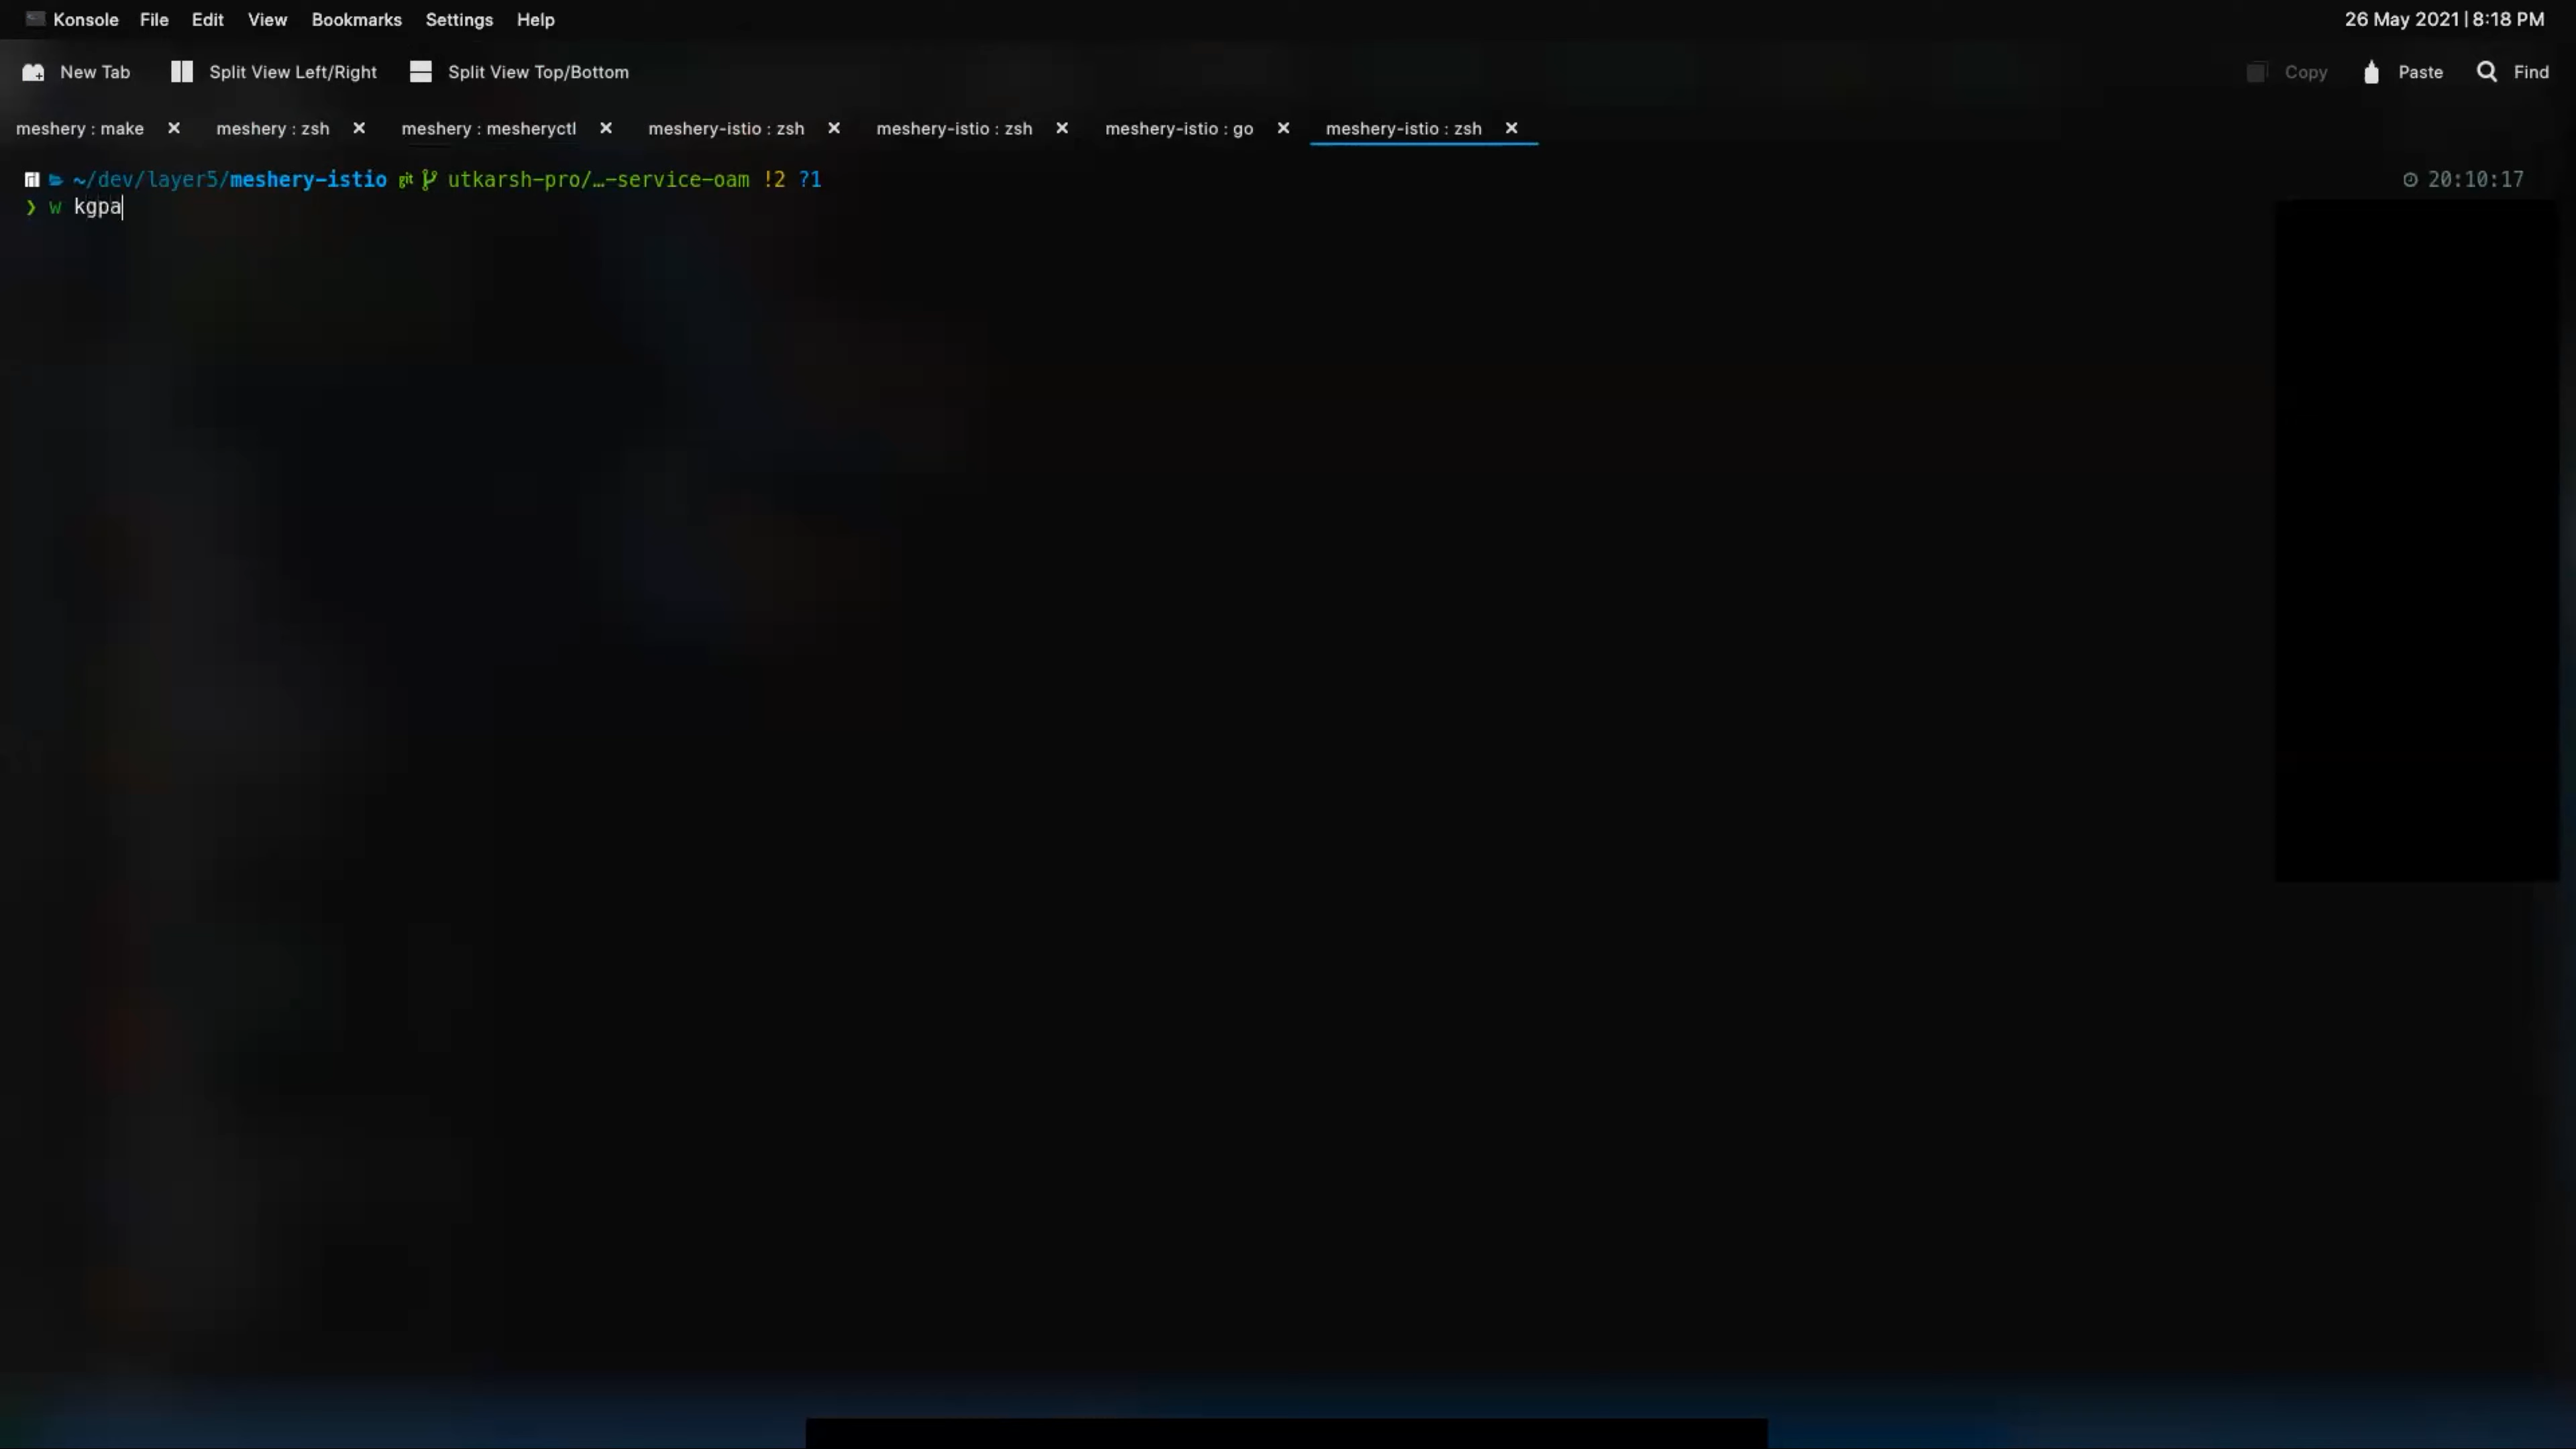 Konsole File Edit View Bookmarks Settings Help 26 May 2021|8:18 PM
New Tab Split View Left/Right Split View Top/Bottom Copy Paste Find
meshery : make meshery : zsh meshery : mesheryctl meshery-istio : zsh meshery-istio : zsh meshery-istio : go meshery-istio : zsh
~/dev/layer5/meshery-istio git utkarsh-pro/…-service-oam !2 ?1 20:10:17
❯ w kgpa